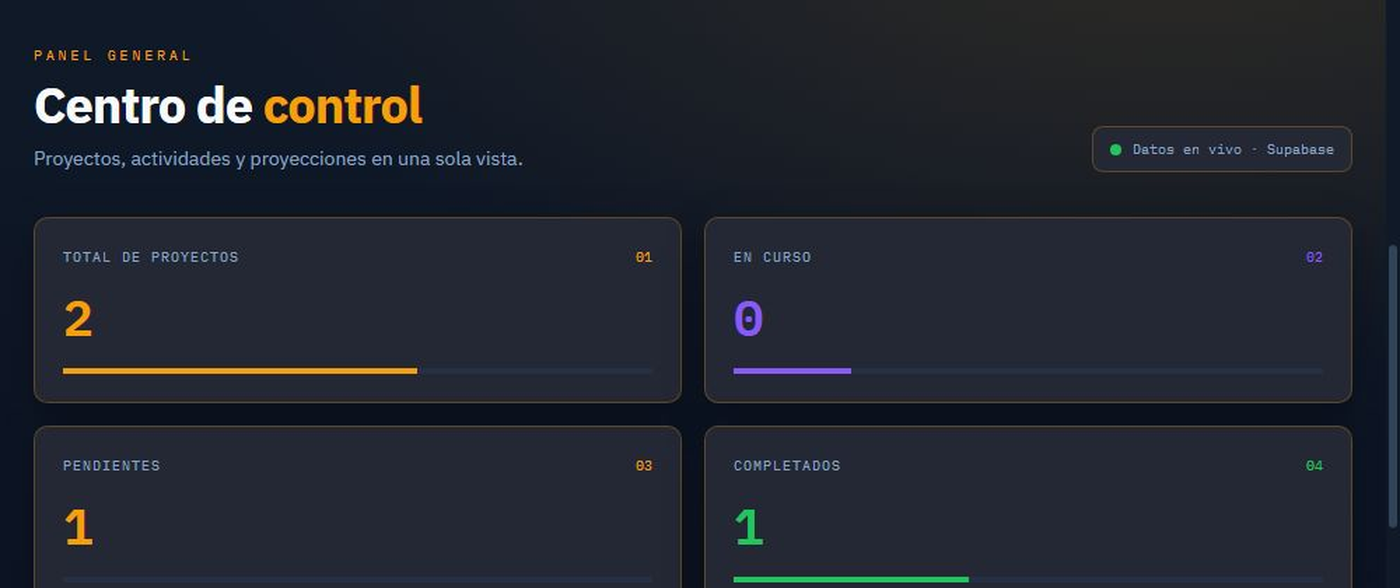 PANEL GENERAL
Centro de control
Proyectos, actividades y proyecciones en una sola vista.
Datos en vivo · Supabase
TOTAL DE PROYECTOS 01
2
EN CURSO 02
0
PENDIENTES 03
1
COMPLETADOS 04
1